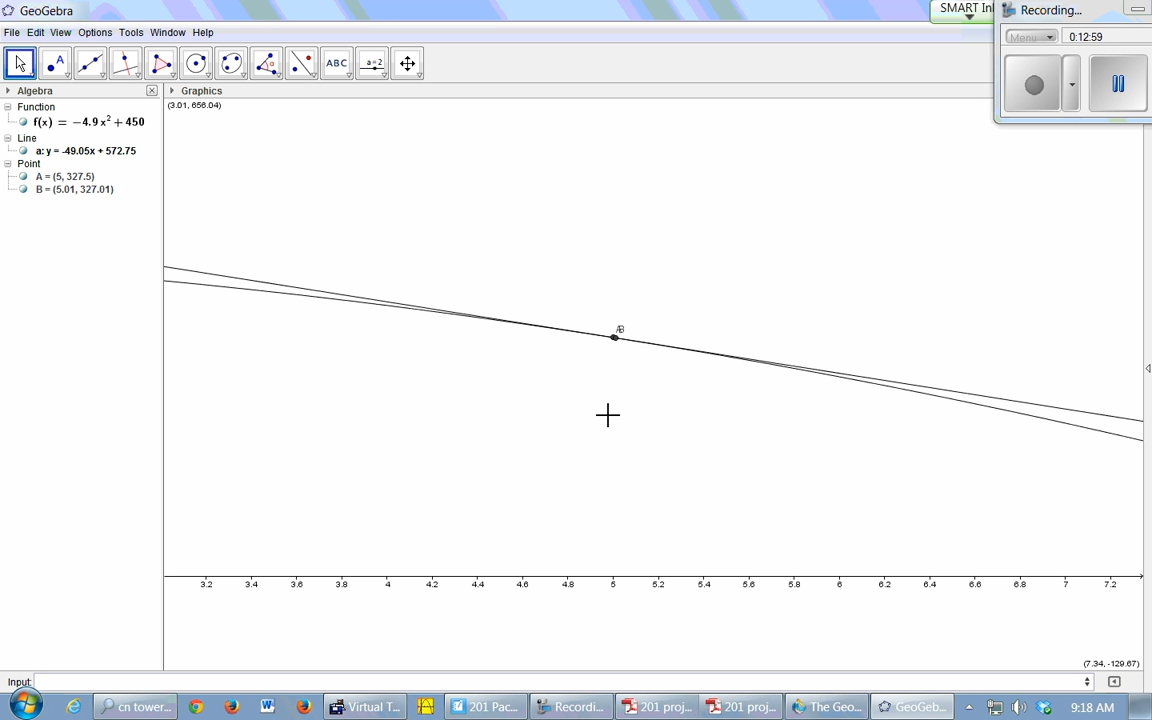 GeoGebra
SMART In
Recording...
File Edit View Options Tools Window Help
Menu
0:12:59
A
ABC
a = 2
Algebra
Graphics
Function
f(x) = −4.9 x² + 450
Line
a: y = -49.05x + 572.75
Point
A = (5, 327.5)
B = (5.01, 327.01)
(3.01, 656.04)
AB
3.2 3.4 3.6 3.8 4 4.2 4.4 4.6 4.8 5 5.2 5.4 5.6 5.8 6 6.2 6.4 6.6 6.8 7 7.2
(7.34, -129.67)
Input:
cn tower... Virtual T... 201 Pac... Recordi... 201 proj... 201 proj... The Geo... GeoGeb... 9:18 AM